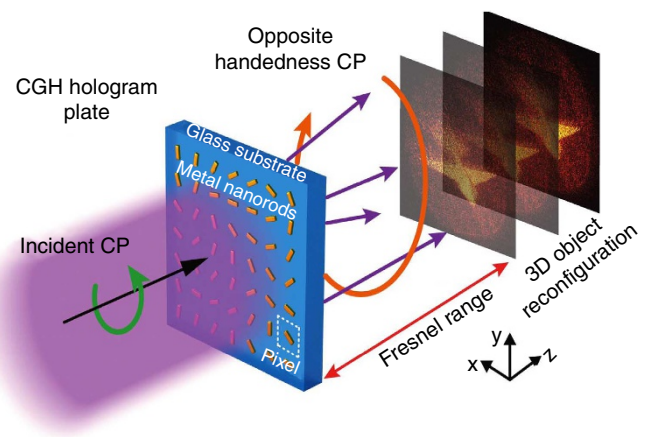 Opposite
handedness CP
CGH hologram
plate
Glass substrate
Metal nanorods
Incident CP
Pixel
Fresnel range
3D object
reconfiguration
y
x
z